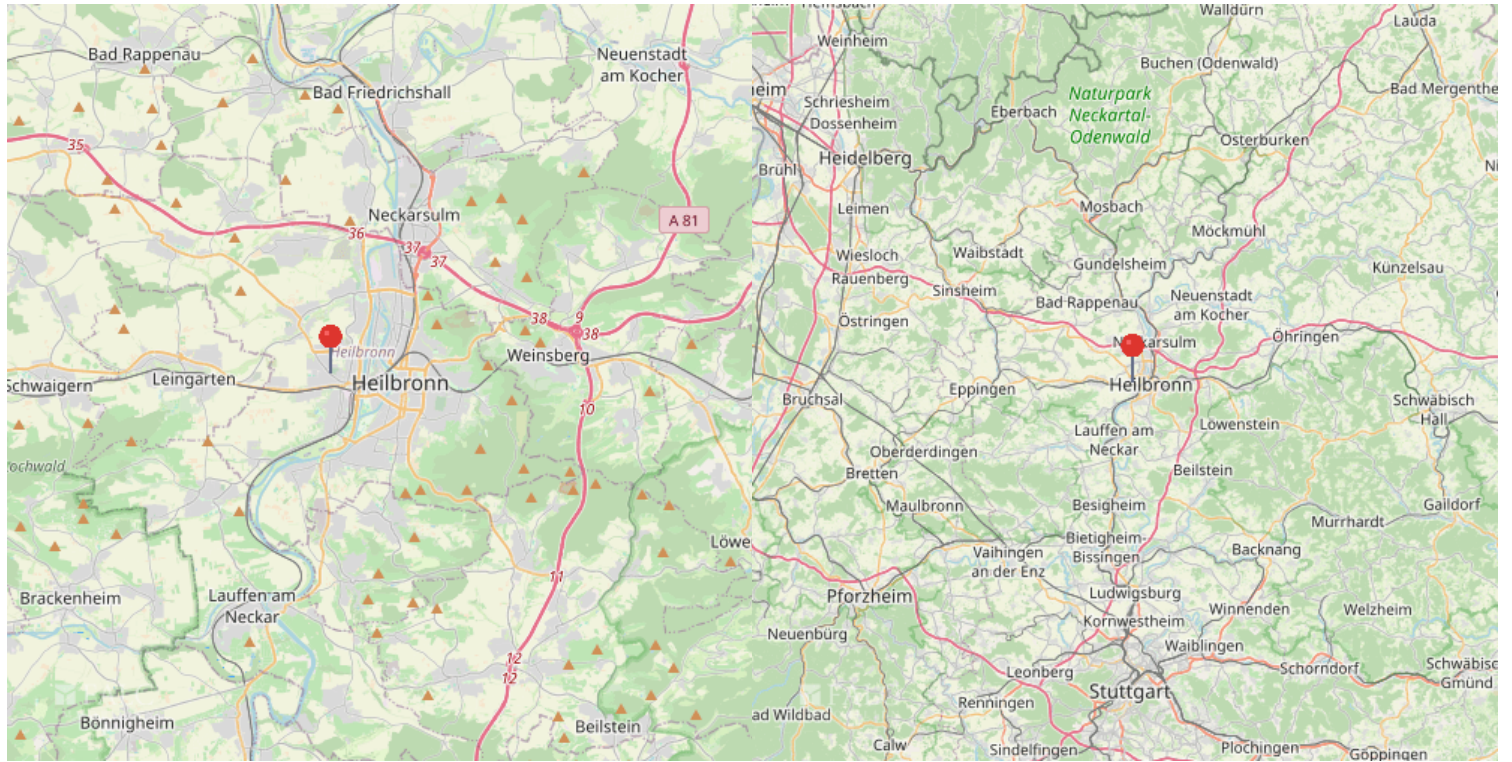 Bad Rappenau
Neuenstadt
am Kocher
Bad Friedrichshall
35
A 81
Neckarsulm
36
37
37
38
9
38
Heilbronn
Weinsberg
Schwaigern
Leingarten
Heilbronn
10
ochwald
Löwe
11
Brackenheim
Lauffen am
Neckar
12
12
Bönnigheim
Beilstein
Walldürn
Lauda
Weinheim
Buchen (Odenwald)
eim
Naturpark
Neckartal-
Odenwald
Bad Mergenthe
Schriesheim
Dossenheim
Eberbach
Osterburken
Heidelberg
Brühl
Leimen
Mosbach
Möckmühl
Wiesloch
Waibstadt
Gundelsheim
Künzelsau
Rauenberg
Sinsheim
Bad Rappenau
Neuenstadt
am Kocher
Östringen
Öhringen
Heilbronn
Eppingen
Bruchsal
Schwäbisch
Hall
Löwenstein
Lauffen am
Neckar
Oberderdingen
Bretten
Beilstein
Maulbronn
Besigheim
Gaildorf
Murrhardt
Bietigheim-
Bissingen
Vaihingen
an der Enz
Backnang
Pforzheim
Ludwigsburg
Winnenden
Welzheim
Kornwestheim
Neuenbürg
Waiblingen
Leonberg
Schorndorf
Schwäbisc
Gmünd
Stuttgart
Renningen
ad Wildbad
Calw
Sindelfingen
Plochingen
Göppingen